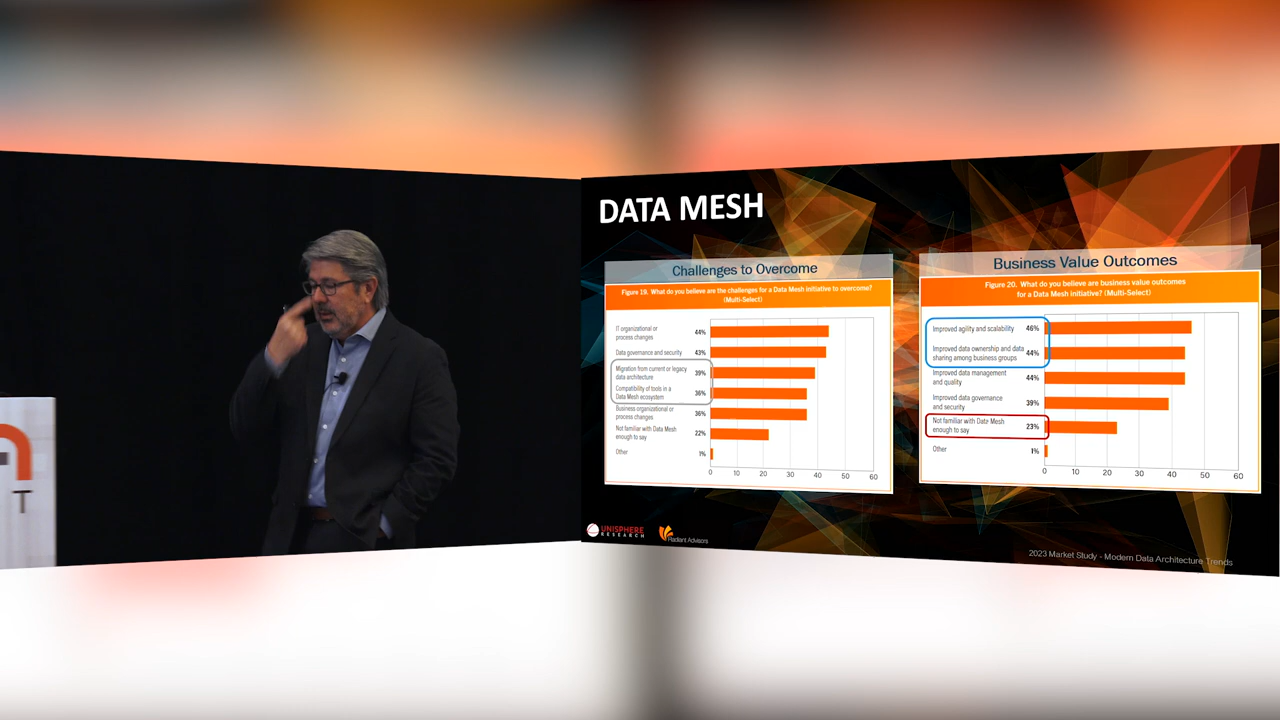 DATA MESH
Challenges to Overcome
Figure 19. What do you believe are the challenges for a Data Mesh initiative to overcome?
(Multi-Select)
IT organizational or
process changes
44%
Data governance and security
43%
Migration from current or legacy
data architecture
39%
Compatibility of tools in a
Data Mesh ecosystem
36%
Business organizational or
process changes
36%
Not familiar with Data Mesh
enough to say
22%
Other
1%
0 10 20 30 40 50 60
Business Value Outcomes
Figure 20. What do you believe are business value outcomes
for a Data Mesh initiative? (Multi-Select)
Improved agility and scalability
46%
Improved data ownership and data
sharing among business groups
44%
Improved data management
and quality
44%
Improved data governance
and security
39%
Not familiar with Data Mesh
enough to say
23%
Other
1%
0 10 20 30 40 50 60
UNISPHERE
RESEARCH
Radiant Advisors
2023 Market Study - Modern Data Architecture Trends
T